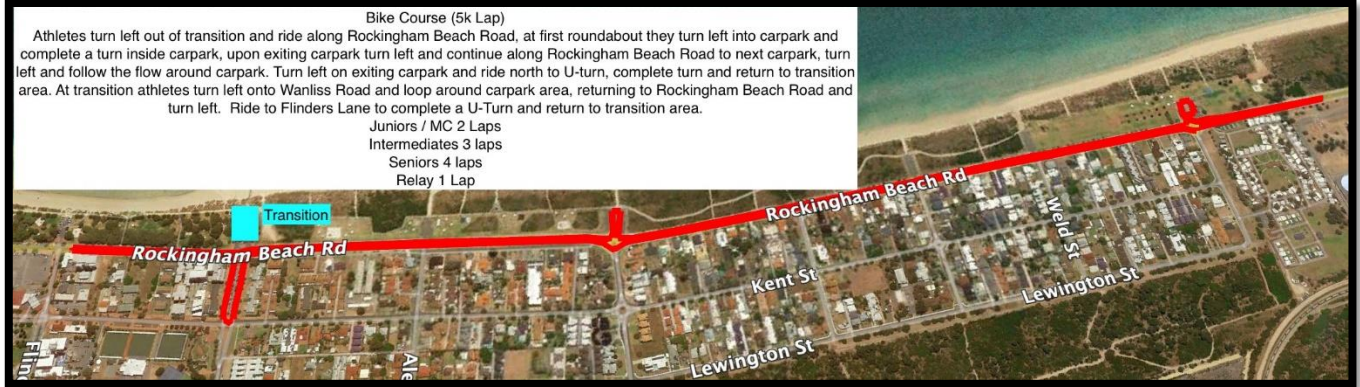 Bike Course (5k Lap)
Athletes turn left out of transition and ride along Rockingham Beach Road, at first roundabout they turn left into carpark and
complete a turn inside carpark, upon exiting carpark turn left and continue along Rockingham Beach Road to next carpark, turn
left and follow the flow around carpark. Turn left on exiting carpark and ride north to U-turn, complete turn and return to transition
area. At transition athletes turn left onto Wanliss Road and loop around carpark area, returning to Rockingham Beach Road and
turn left. Ride to Flinders Lane to complete a U-Turn and return to transition area.
Juniors / MC 2 Laps
Intermediates 3 laps
Seniors 4 laps
Relay 1 Lap
Transition
Rockingham Beach Rd
Rockingham Beach Rd
Weld St
Kent St
Lewington St
Lewington St
Flin
Ale